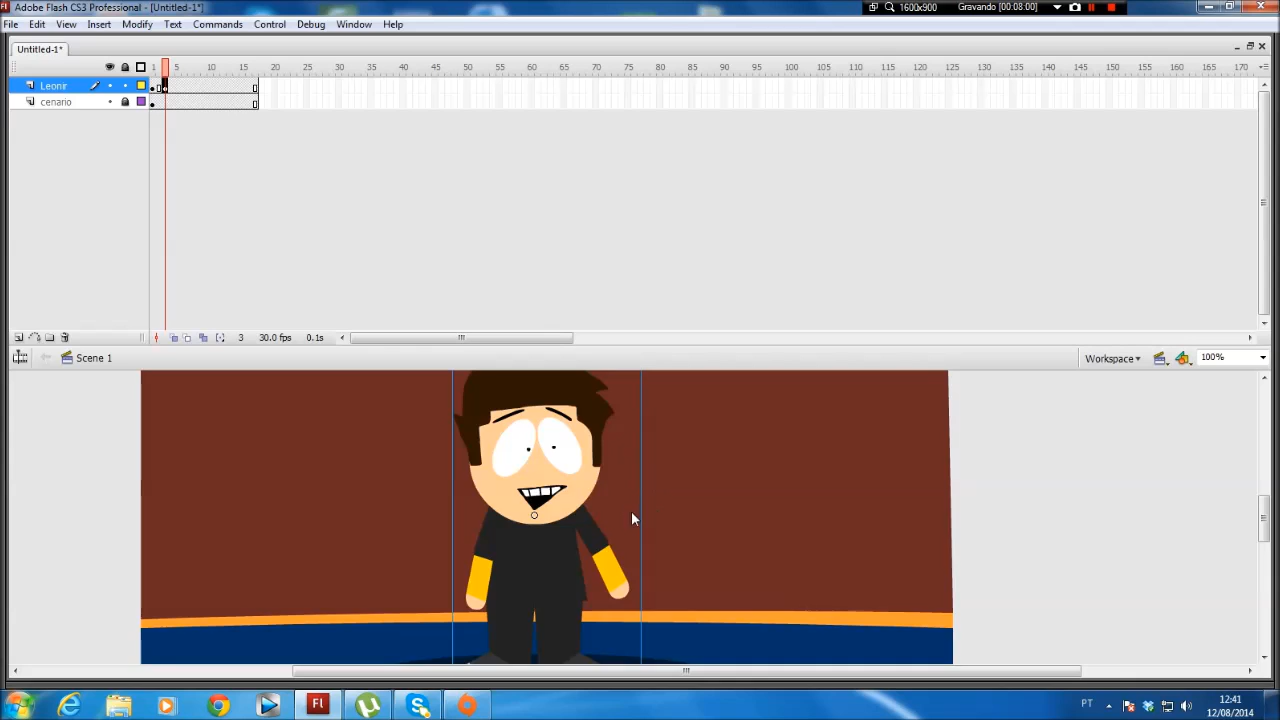 Adobe Flash CS3 Professional - [Untitled-1*]
1600x900 Gravando [00:08:00]
File Edit View Insert Modify Text Commands Control Debug Window Help
Untitled-1*
1 5 10 15 20 25 30 35 40 45 50 55 60 65 70 75 80 85 90 95 100 105 110 115 120 125 130 135 140 145 150 155 160 165 170
Leonir
cenario
3 30.0 fps 0.1s
Scene 1 Workspace 100%
Fl PT 12:41
12/08/2014